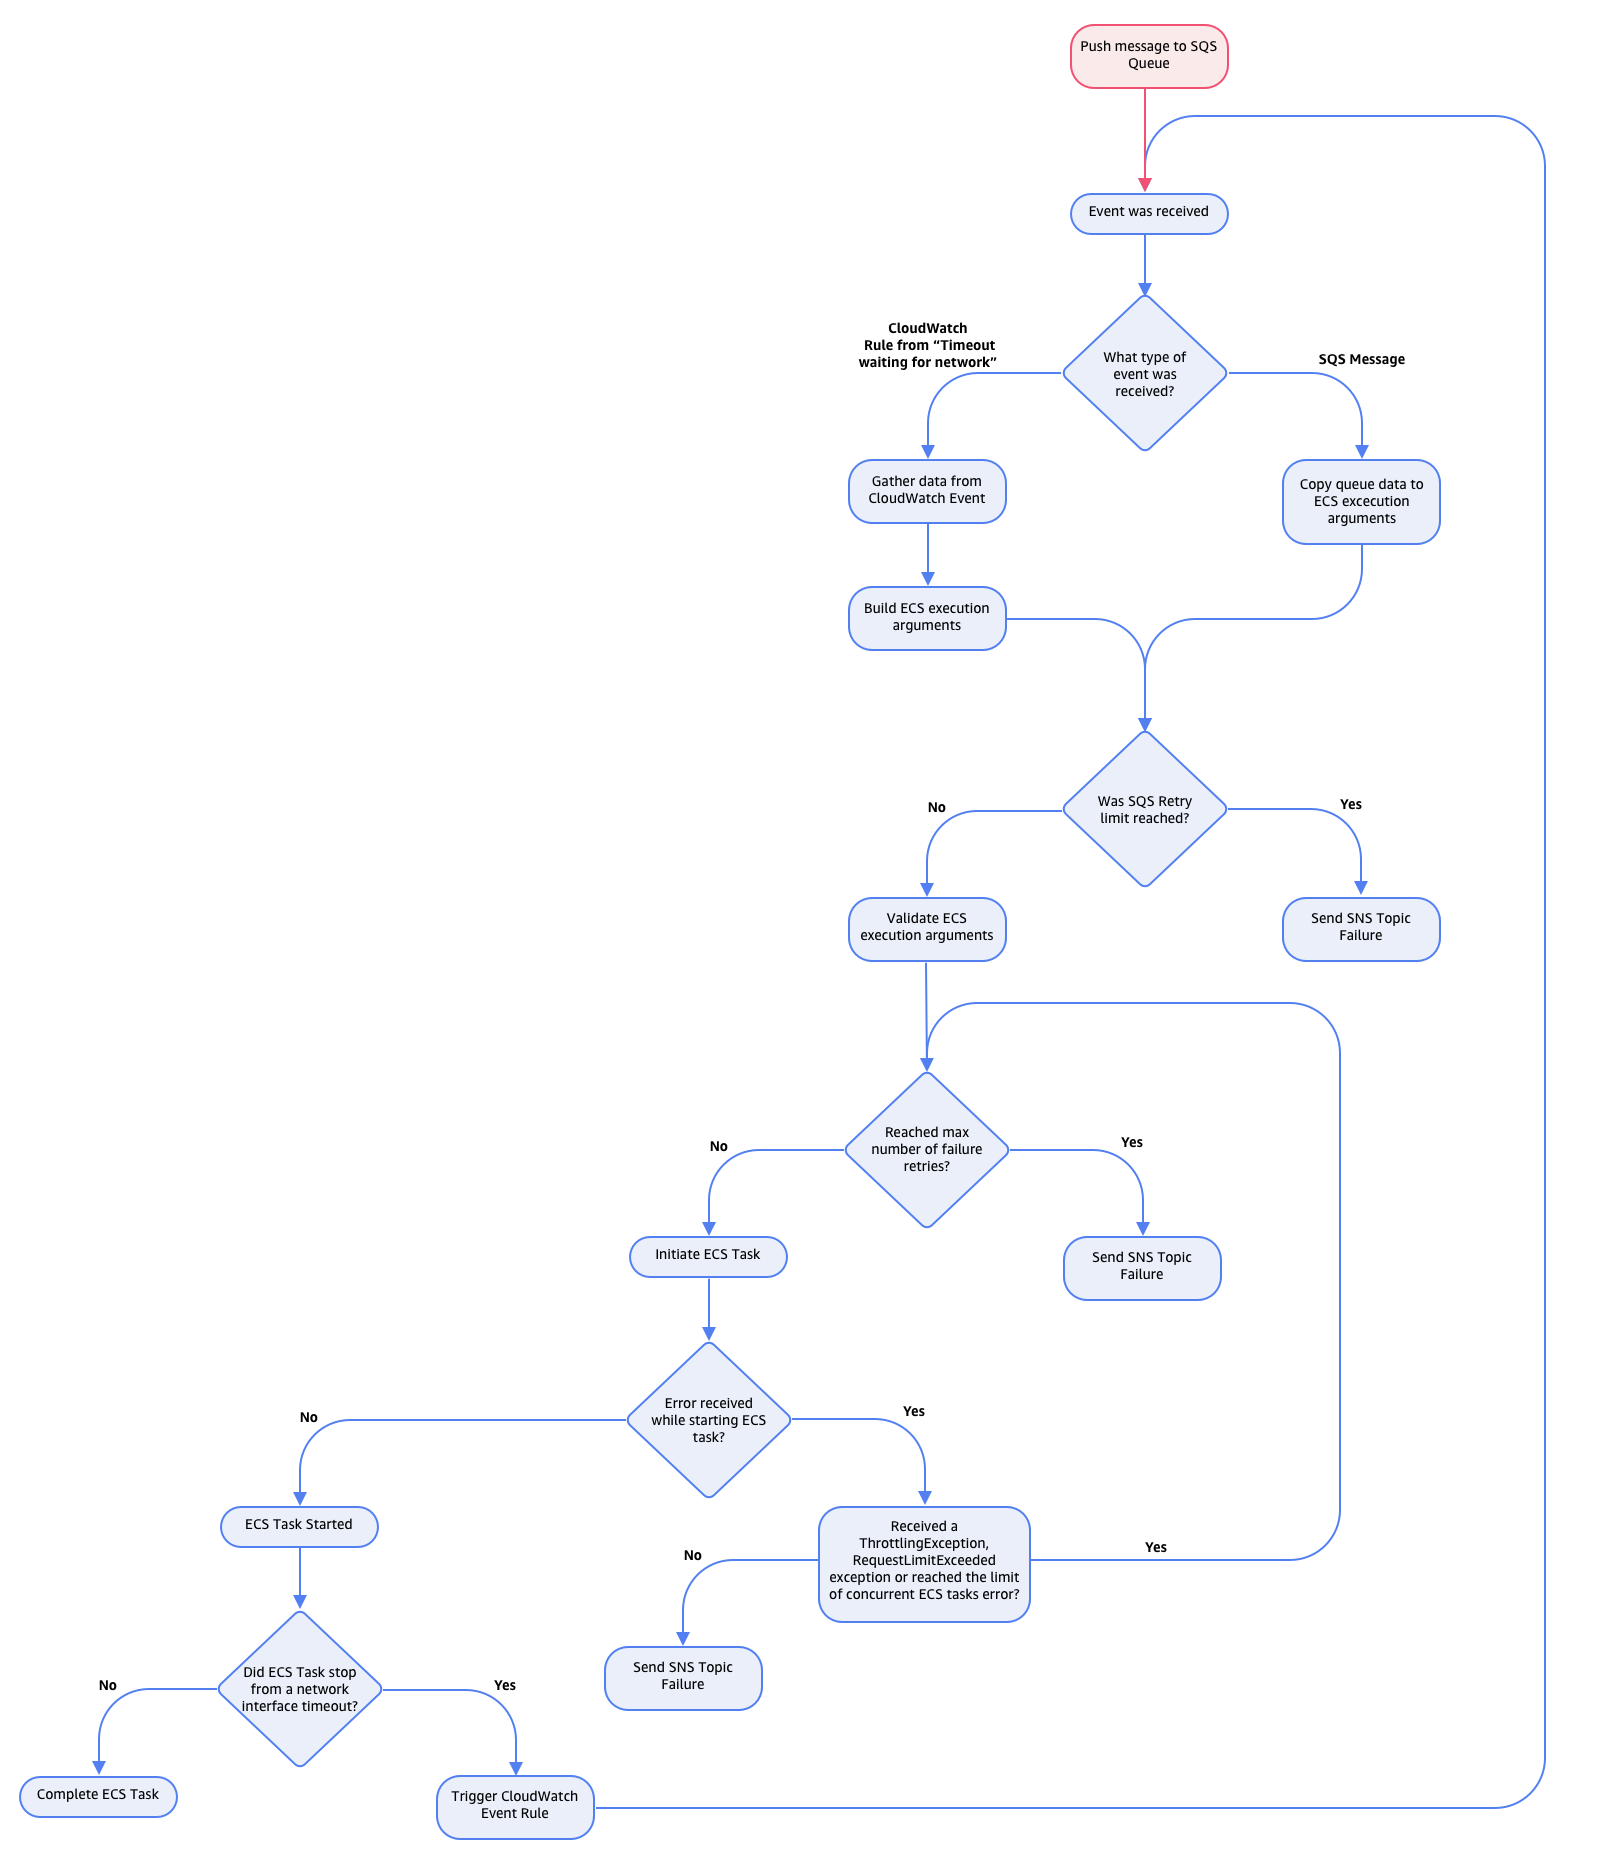 Push message to SQS
Queue
Event was received
CloudWatch
Rule from “Timeout
waiting for network”
What type of
event was
received?
SQS Message
Gather data from
CloudWatch Event
Copy queue data to
ECS excecution
arguments
Build ECS execution
arguments
Was SQS Retry
limit reached?
No
Yes
Validate ECS
execution arguments
Send SNS Topic
Failure
Reached max
number of failure
retries?
No
Yes
Initiate ECS Task
Send SNS Topic
Failure
Error received
while starting ECS
task?
No
Yes
ECS Task Started
Received a
ThrottlingException,
RequestLimitExceeded
exception or reached the limit
of concurrent ECS tasks error?
No
Yes
Send SNS Topic
Failure
Did ECS Task stop
from a network
interface timeout?
No
Yes
Complete ECS Task
Trigger CloudWatch
Event Rule